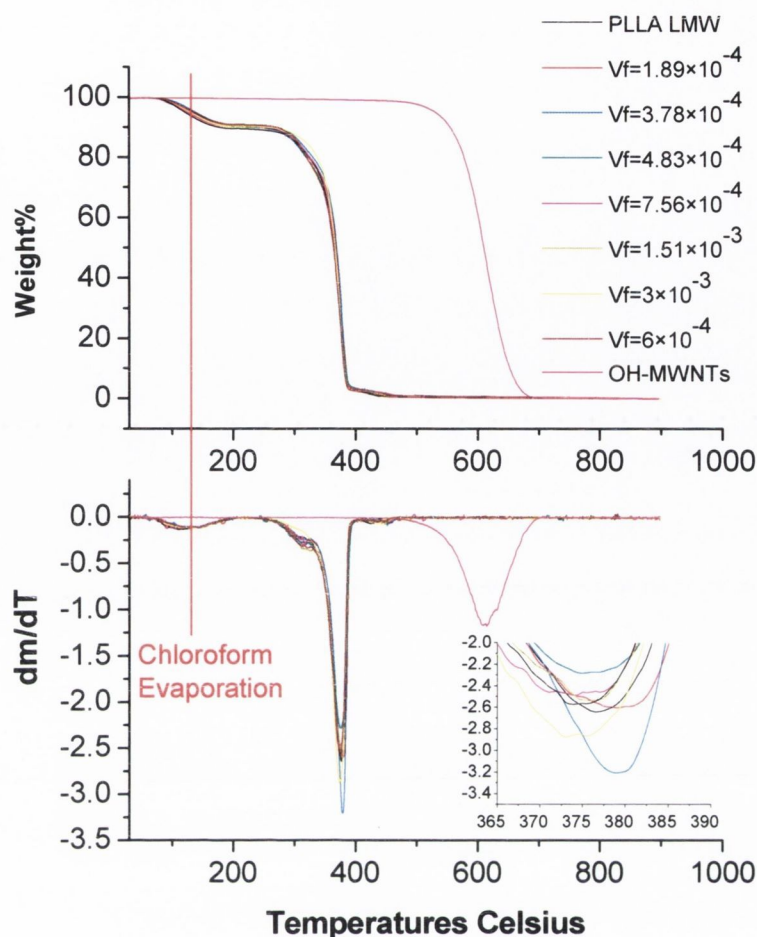 PLLA LMW
Vf=1.89×10⁻⁴
Vf=3.78×10⁻⁴
Vf=4.83×10⁻⁴
Vf=7.56×10⁻⁴
Vf=1.51×10⁻³
Vf=3×10⁻³
Vf=6×10⁻⁴
OH-MWNTs
Weight%
100
80
60
40
20
0
200 400 600 800 1000
dm/dT
0.0
-0.5
-1.0
-1.5
-2.0
-2.5
-3.0
-3.5
Chloroform
Evaporation
-2.0
-2.2
-2.4
-2.6
-2.8
-3.0
-3.2
-3.4
365 370 375 380 385 390
200 400 600 800 1000
Temperatures Celsius